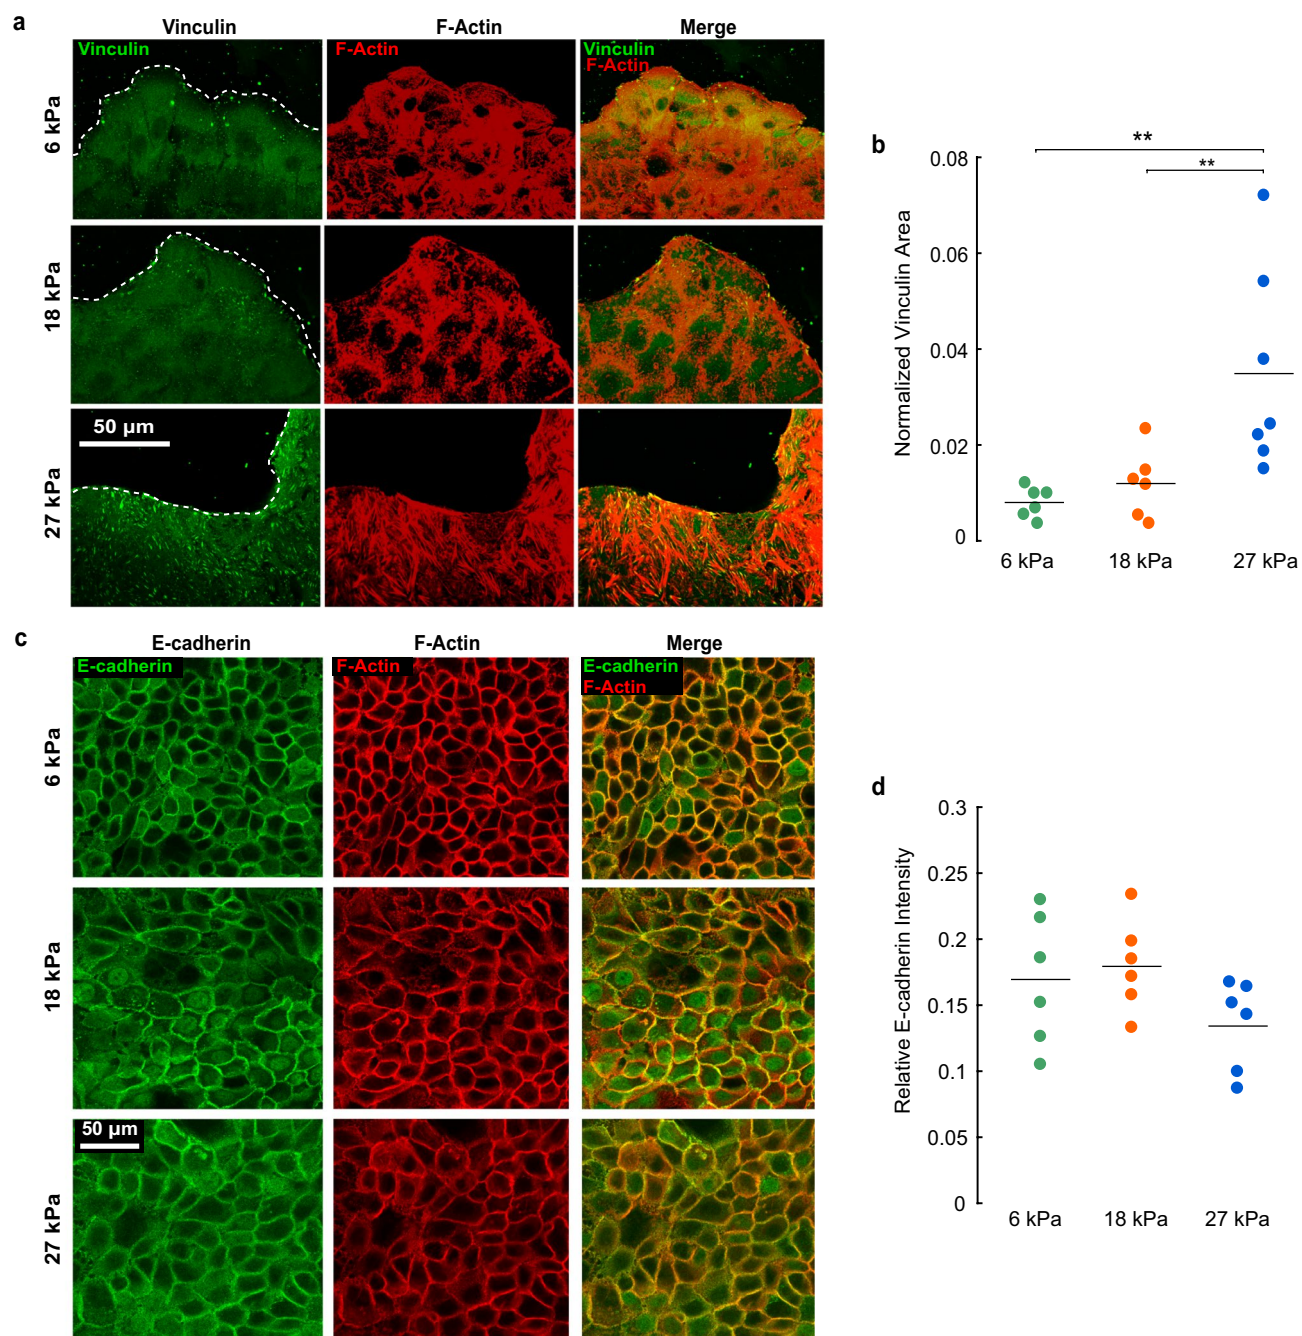 a
Vinculin F-Actin Merge
Vinculin F-Actin Vinculin
F-Actin
6 kPa
18 kPa
50 µm
27 kPa
b
**
**
Normalized Vinculin Area
0.08
0.06
0.04
0.02
0
6 kPa 18 kPa 27 kPa
c
E-cadherin F-Actin Merge
E-cadherin F-Actin E-cadherin
F-Actin
6 kPa
18 kPa
50 µm
27 kPa
d
Relative E-cadherin Intensity
0.3
0.25
0.2
0.15
0.1
0.05
0
6 kPa 18 kPa 27 kPa